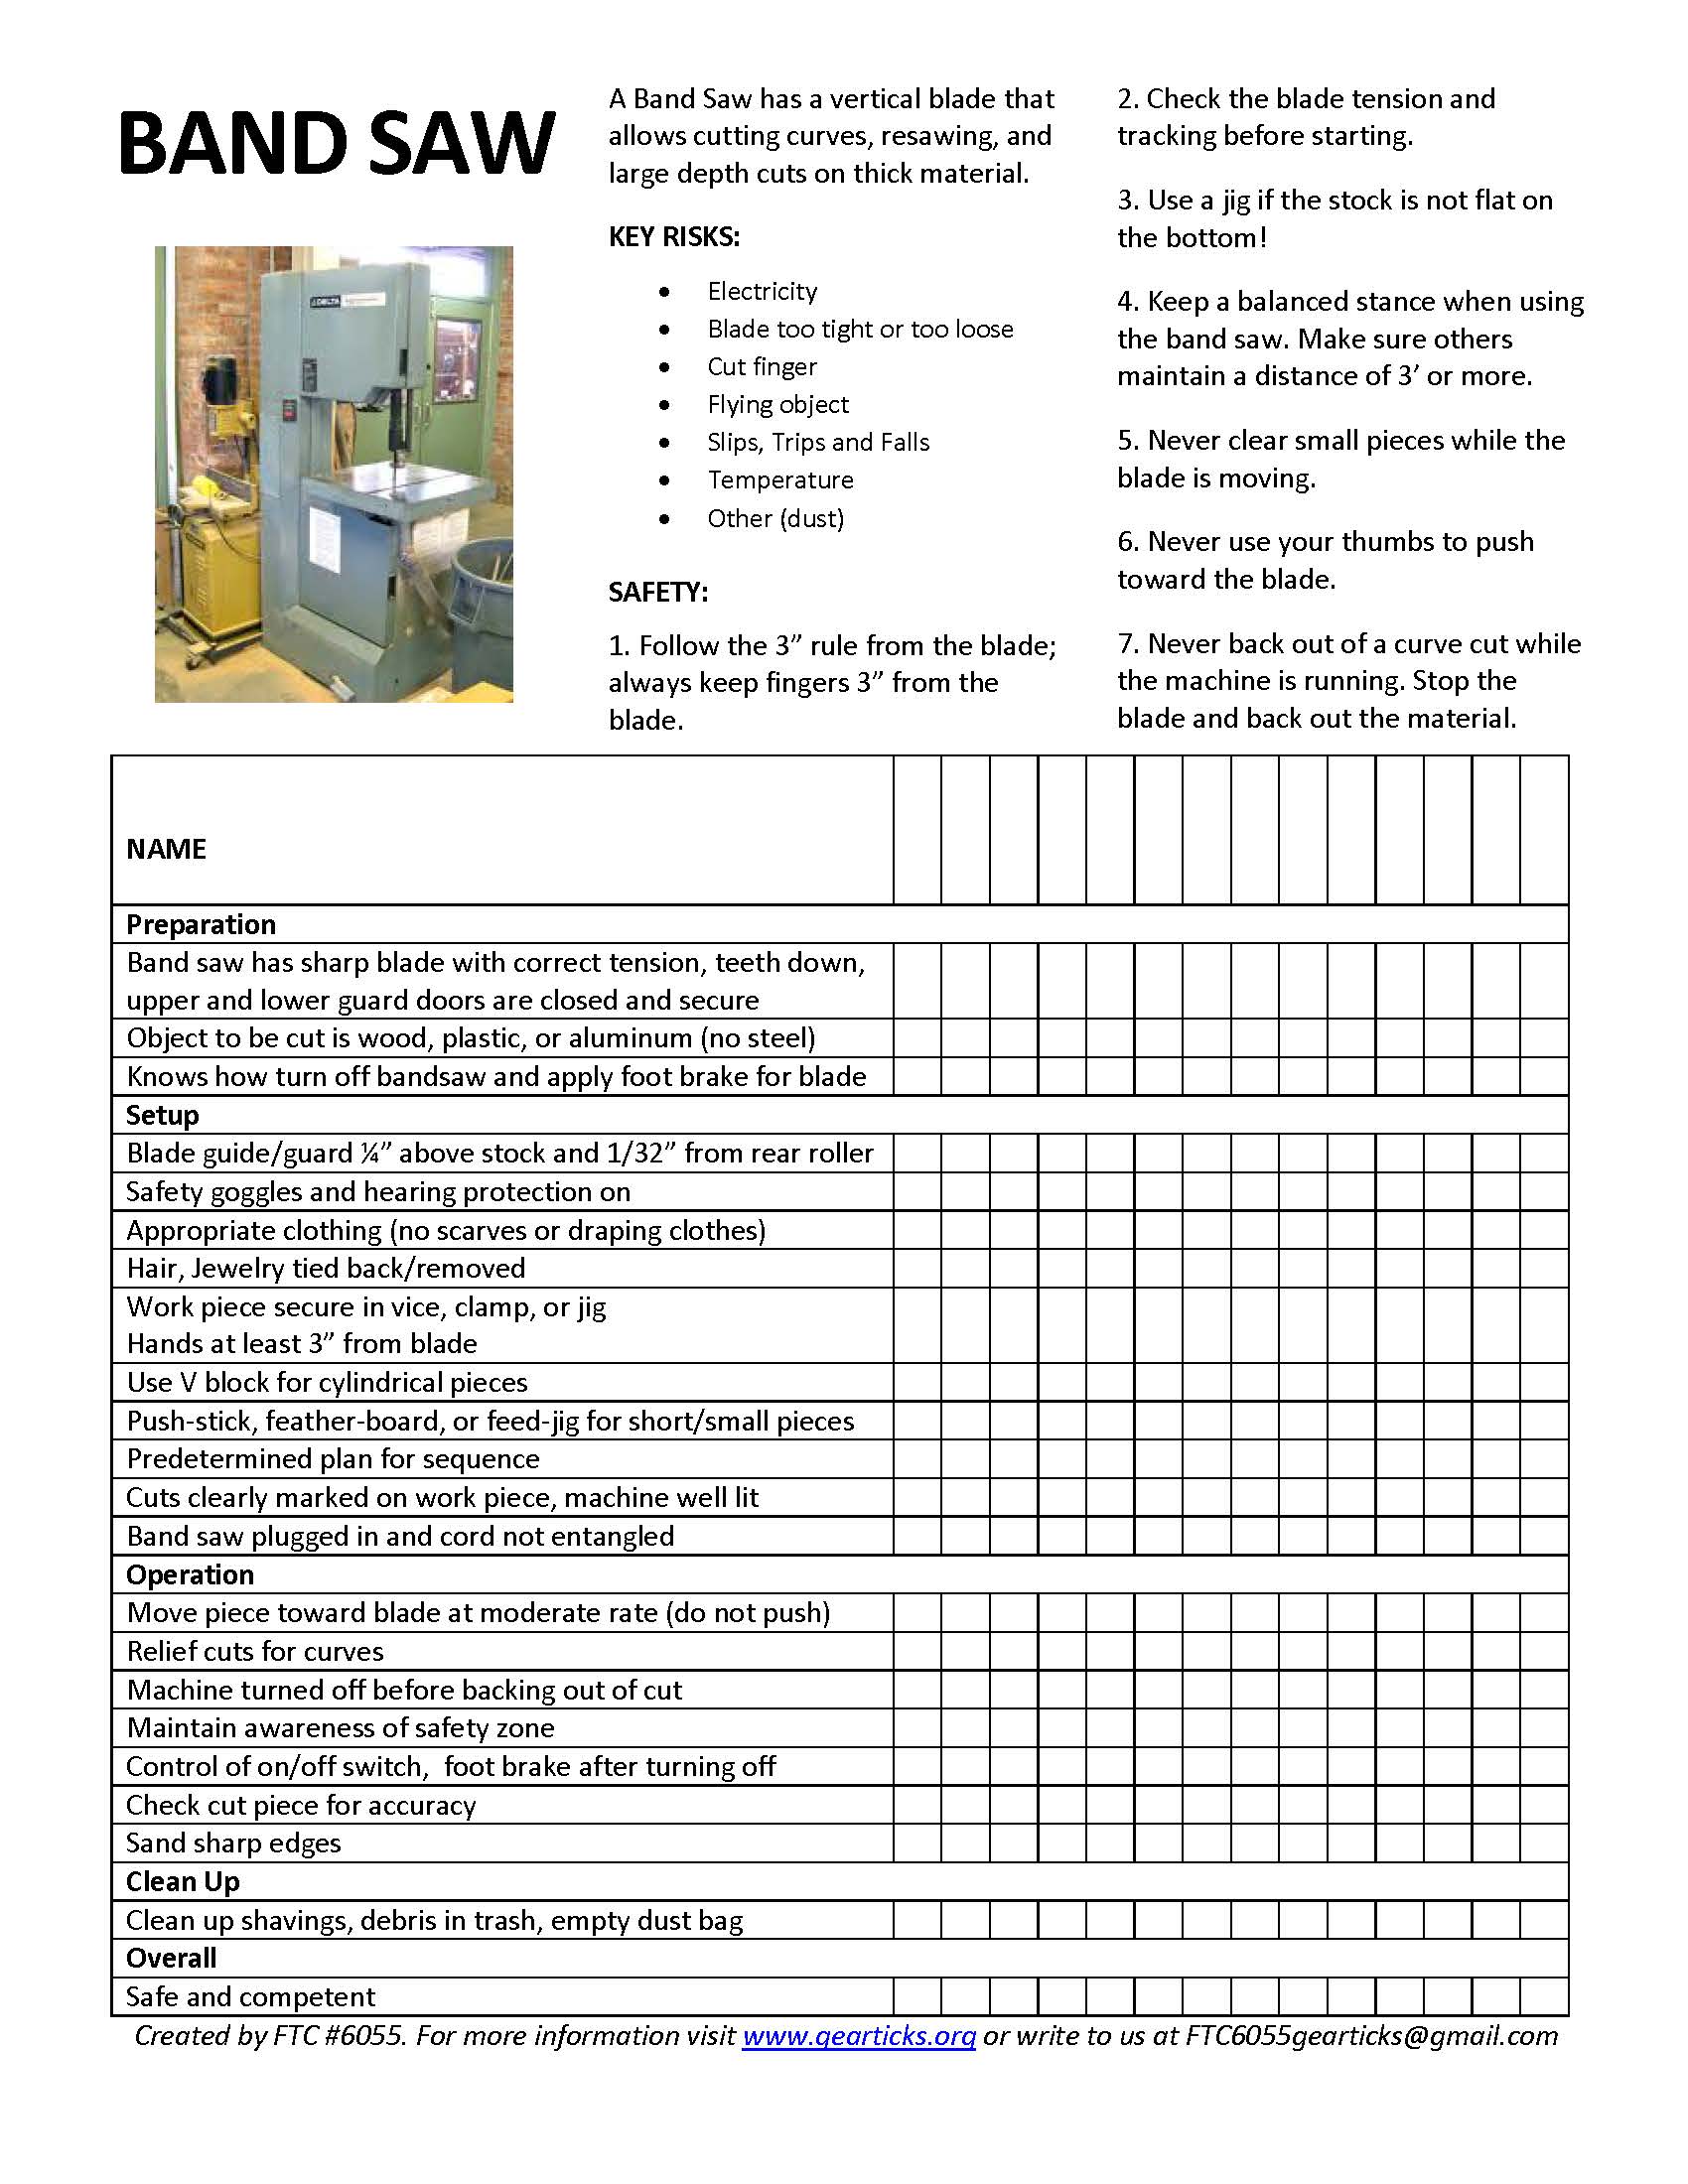 BAND SAW
DELTA
A Band Saw has a vertical blade that
allows cutting curves, resawing, and
large depth cuts on thick material.
KEY RISKS:
• Electricity
• Blade too tight or too loose
• Cut finger
• Flying object
• Slips, Trips and Falls
• Temperature
• Other (dust)
SAFETY:
1. Follow the 3” rule from the blade;
always keep fingers 3” from the
blade.
2. Check the blade tension and
tracking before starting.
3. Use a jig if the stock is not flat on
the bottom!
4. Keep a balanced stance when using
the band saw. Make sure others
maintain a distance of 3’ or more.
5. Never clear small pieces while the
blade is moving.
6. Never use your thumbs to push
toward the blade.
7. Never back out of a curve cut while
the machine is running. Stop the
blade and back out the material.
NAME
Preparation
Band saw has sharp blade with correct tension, teeth down,
upper and lower guard doors are closed and secure
Object to be cut is wood, plastic, or aluminum (no steel)
Knows how turn off bandsaw and apply foot brake for blade
Setup
Blade guide/guard ¼” above stock and 1/32” from rear roller
Safety goggles and hearing protection on
Appropriate clothing (no scarves or draping clothes)
Hair, Jewelry tied back/removed
Work piece secure in vice, clamp, or jig
Hands at least 3” from blade
Use V block for cylindrical pieces
Push-stick, feather-board, or feed-jig for short/small pieces
Predetermined plan for sequence
Cuts clearly marked on work piece, machine well lit
Band saw plugged in and cord not entangled
Operation
Move piece toward blade at moderate rate (do not push)
Relief cuts for curves
Machine turned off before backing out of cut
Maintain awareness of safety zone
Control of on/off switch,  foot brake after turning off
Check cut piece for accuracy
Sand sharp edges
Clean Up
Clean up shavings, debris in trash, empty dust bag
Overall
Safe and competent
Created by FTC #6055. For more information visit www.gearticks.org or write to us at FTC6055gearticks@gmail.com